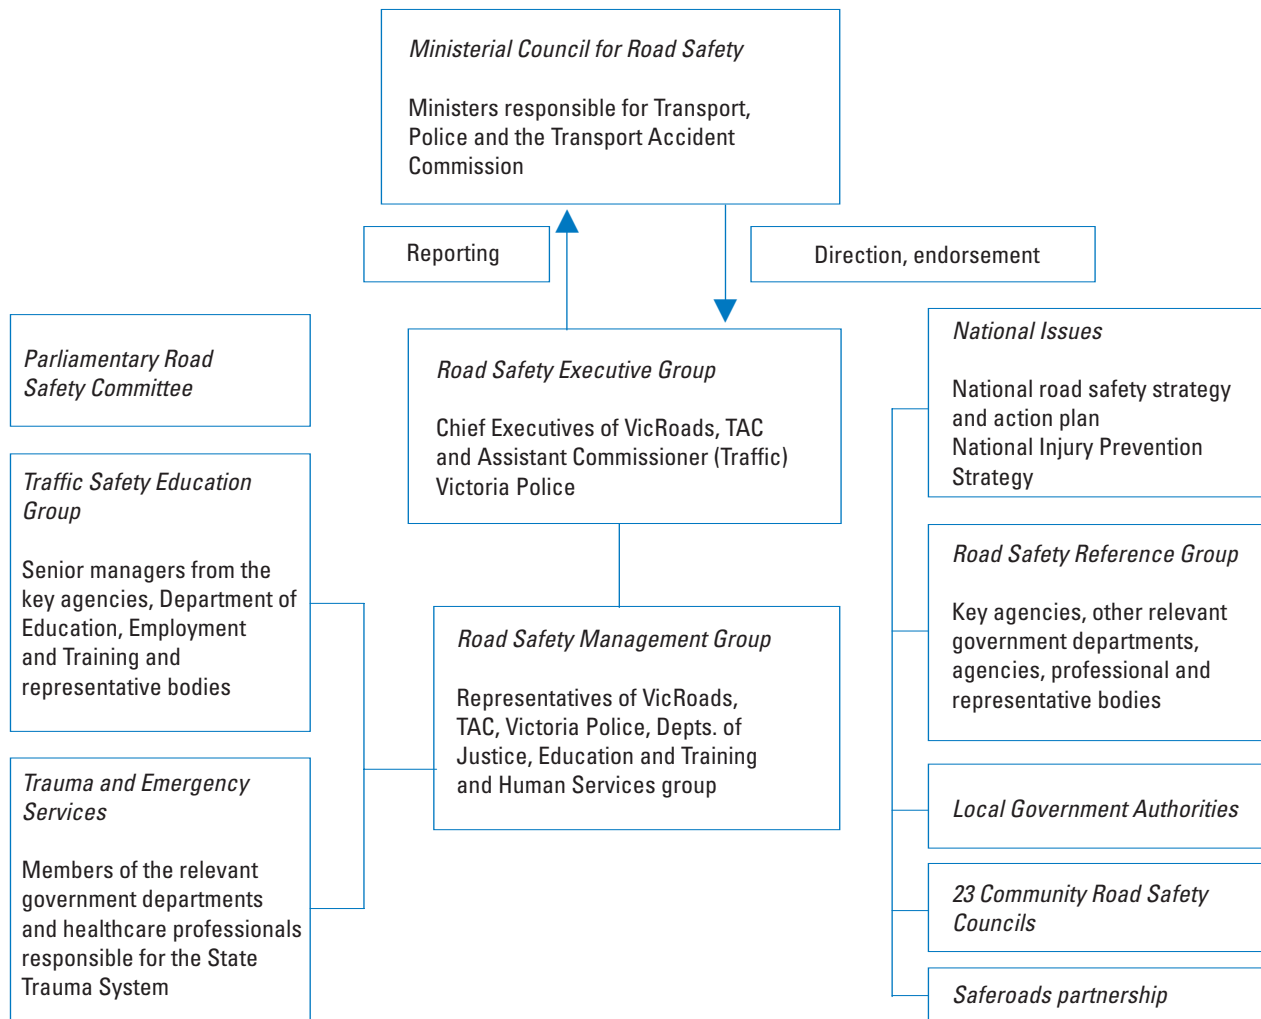 Ministerial Council for Road Safety
Ministers responsible for Transport,
Police and the Transport Accident
Commission
Reporting
Direction, endorsement
Parliamentary Road
Safety Committee
Road Safety Executive Group
Chief Executives of VicRoads, TAC
and Assistant Commissioner (Traffic)
Victoria Police
National Issues
National road safety strategy
and action plan
National Injury Prevention
Strategy
Traffic Safety Education
Group
Senior managers from the
key agencies, Department of
Education, Employment
and Training and
representative bodies
Road Safety Management Group
Representatives of VicRoads,
TAC, Victoria Police, Depts. of
Justice, Education and Training
and Human Services group
Road Safety Reference Group
Key agencies, other relevant
government departments,
agencies, professional and
representative bodies
Trauma and Emergency
Services
Members of the relevant
government departments
and healthcare professionals
responsible for the State
Trauma System
Local Government Authorities
23 Community Road Safety
Councils
Saferoads partnership